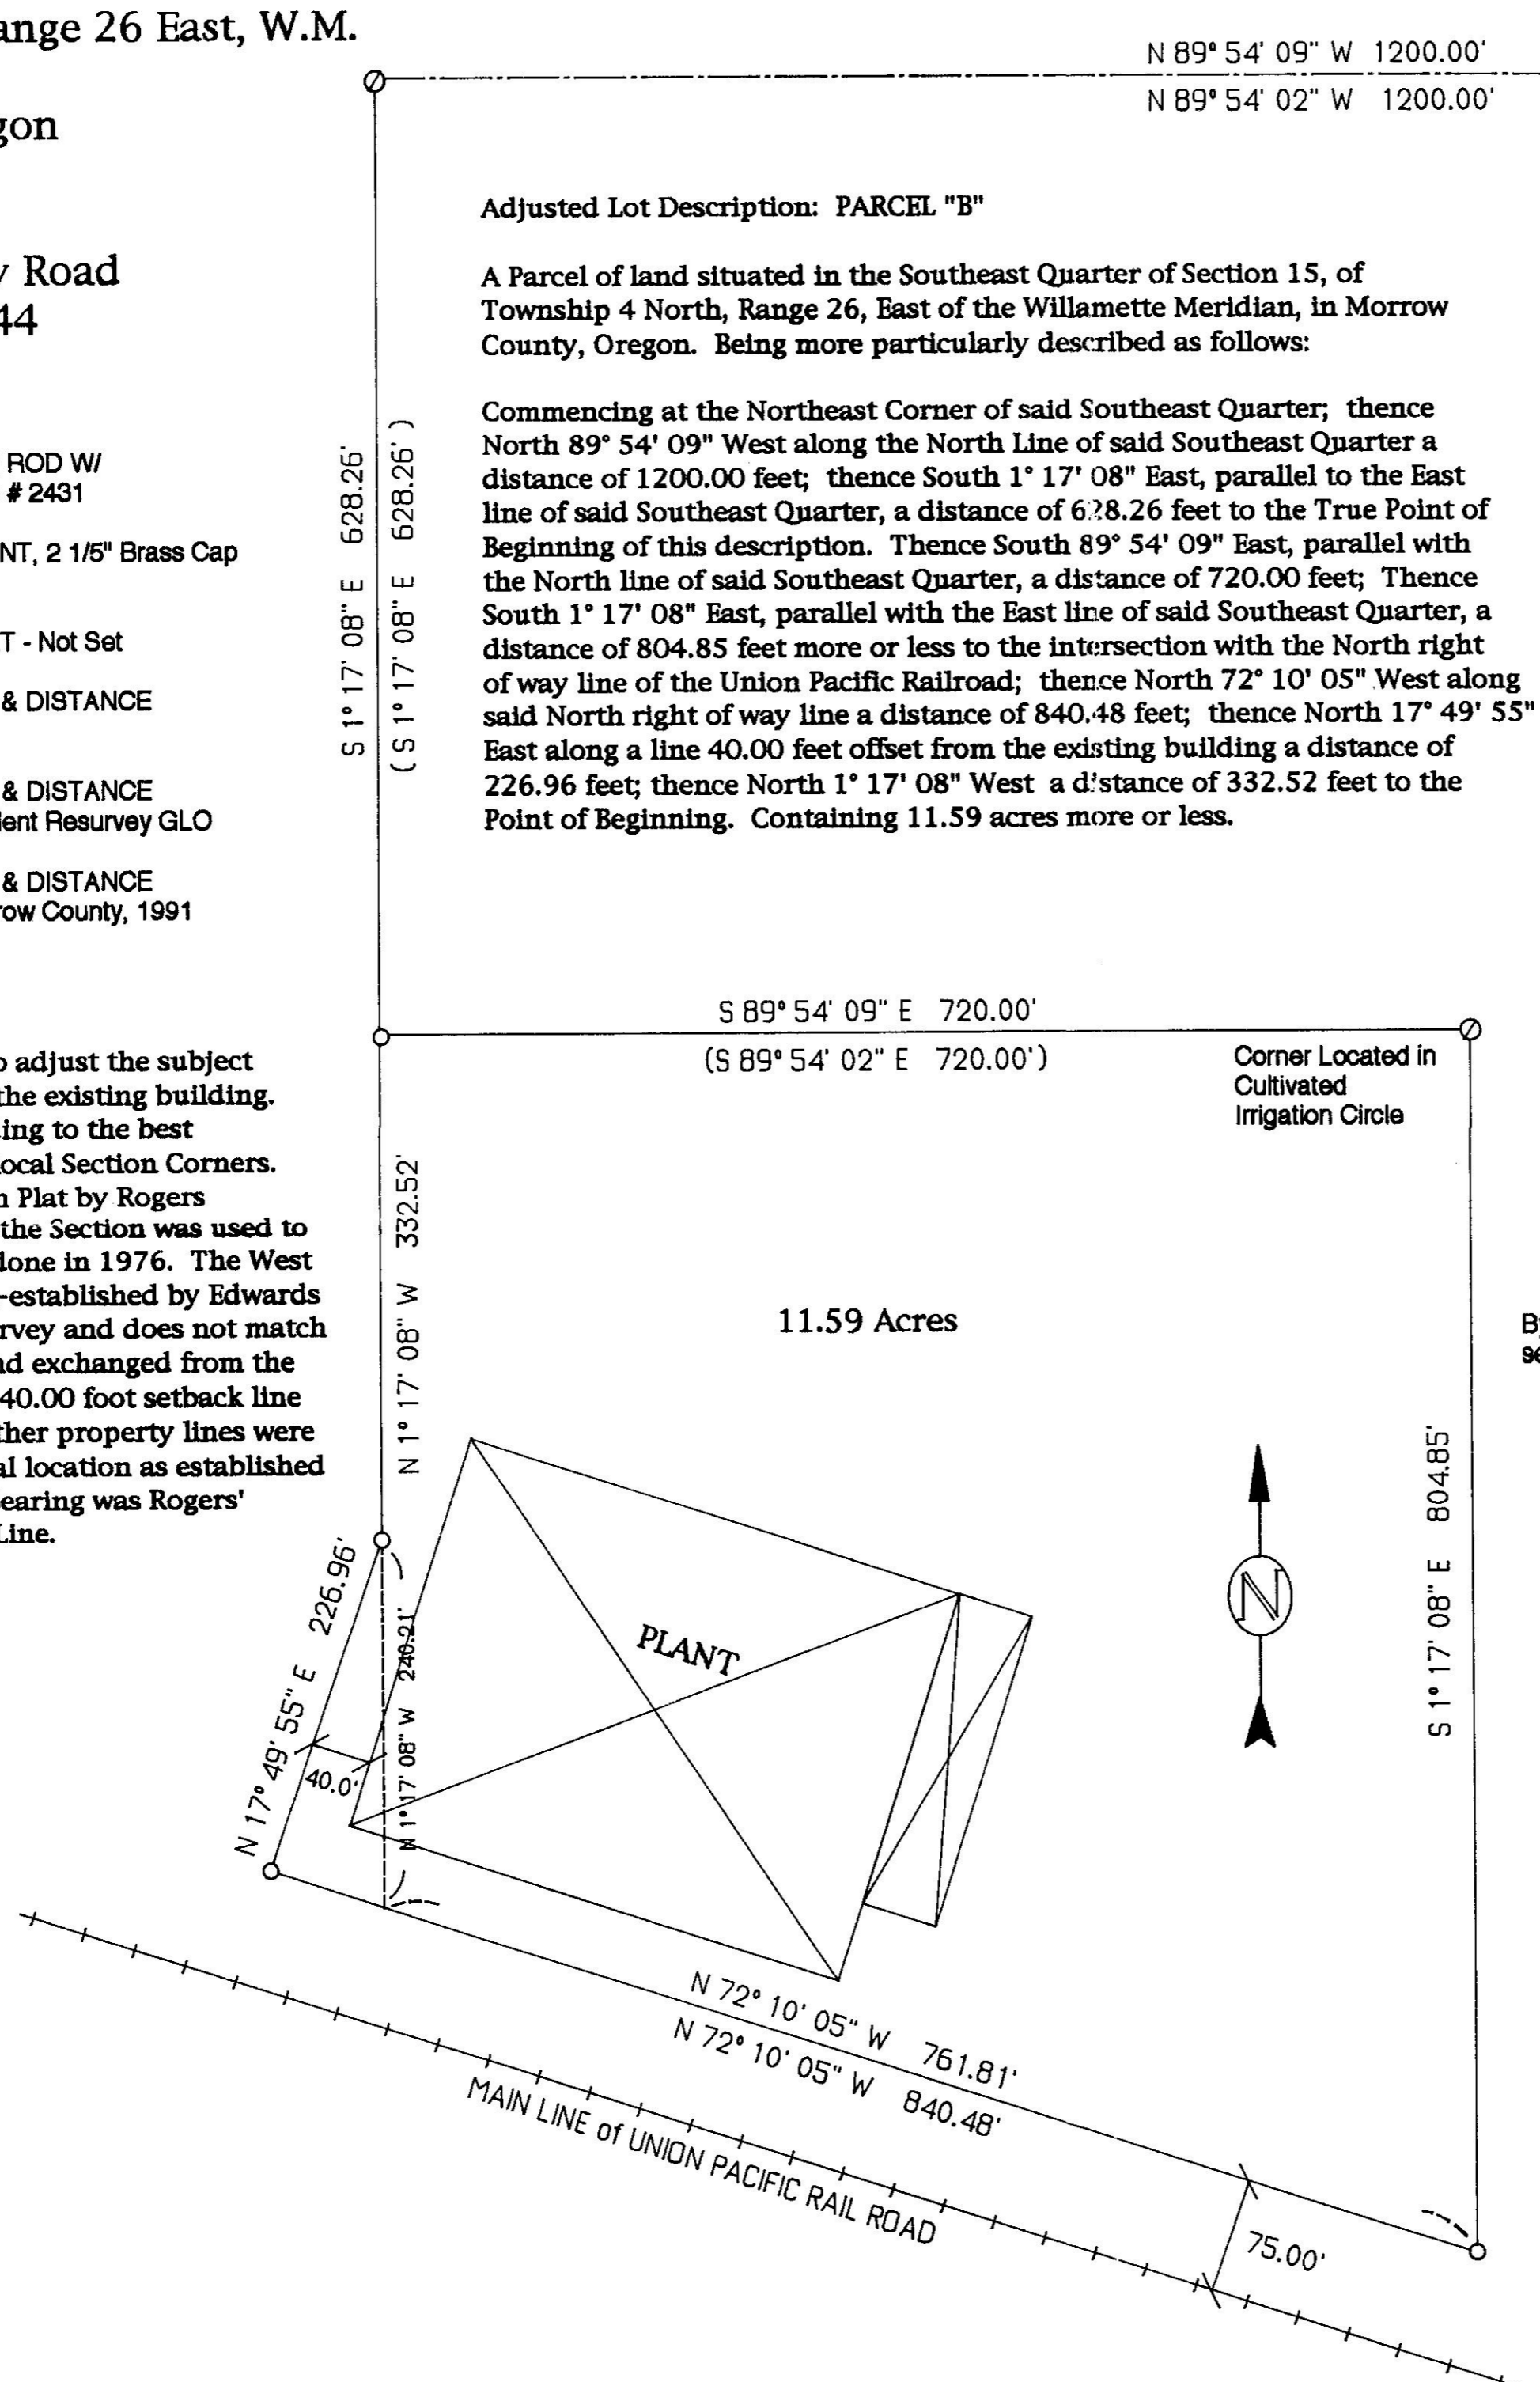 ange 26 East, W.M.
gon
Road
44
ROD W/
# 2431
NT, 2 1/5" Brass Cap
T - Not Set
& DISTANCE
& DISTANCE
ent Resurvey GLO
& DISTANCE
row County, 1991
o adjust the subject
the existing building.
ing to the best
ocal Section Corners.
n Plat by Rogers
the Section was used to
done in 1976. The West
-established by Edwards
rvey and does not match
nd exchanged from the
40.00 foot setback line
ther property lines were
al location as established
earing was Rogers'
Line.
N 89° 54' 09" W 1200.00'
N 89° 54' 02" W 1200.00'
Adjusted Lot Description: PARCEL "B"
A Parcel of land situated in the Southeast Quarter of Section 15, of
Township 4 North, Range 26, East of the Willamette Meridian, in Morrow
County, Oregon. Being more particularly described as follows:
Commencing at the Northeast Corner of said Southeast Quarter; thence
North 89° 54' 09" West along the North Line of said Southeast Quarter a
distance of 1200.00 feet; thence South 1° 17' 08" East, parallel to the East
line of said Southeast Quarter, a distance of 628.26 feet to the True Point of
Beginning of this description. Thence South 89° 54' 09" East, parallel with
the North line of said Southeast Quarter, a distance of 720.00 feet; Thence
South 1° 17' 08" East, parallel with the East line of said Southeast Quarter, a
distance of 804.85 feet more or less to the intersection with the North right
of way line of the Union Pacific Railroad; thence North 72° 10' 05" West along
said North right of way line a distance of 840.48 feet; thence North 17° 49' 55"
East along a line 40.00 feet offset from the existing building a distance of
226.96 feet; thence North 1° 17' 08" West a distance of 332.52 feet to the
Point of Beginning. Containing 11.59 acres more or less.
S 1° 17' 08" E 628.26'
( S 1° 17' 08" E 628.26' )
S 89° 54' 09" E 720.00'
(S 89° 54' 02" E 720.00')
Corner Located in
Cultivated
Irrigation Circle
N 1° 17' 08" W 332.52'
11.59 Acres
S 1° 17' 08" E 804.85'
N 17° 49' 55" E 226.96'
N 1° 17' 08" W 240.21'
40.0'
PLANT
N
N 72° 10' 05" W 761.81'
N 72° 10' 05" W 840.48'
MAIN LINE of UNION PACIFIC RAIL ROAD
75.00'